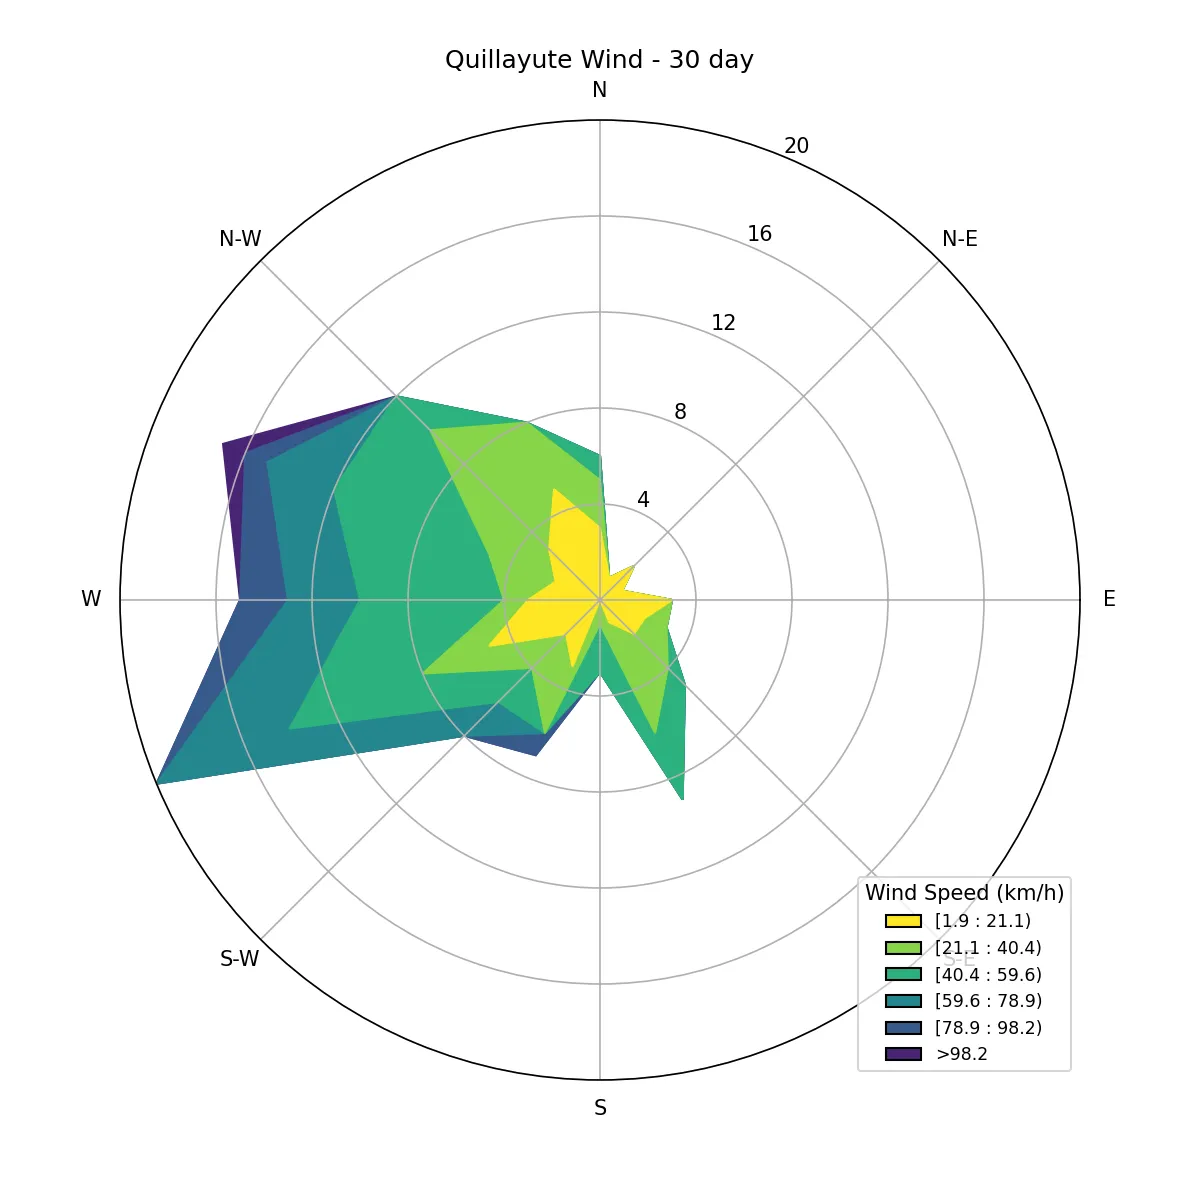 Quillayute Wind - 30 day
N
20
N-W
16
N-E
12
8
4
W
E
S-W
S-E
S
Wind Speed (km/h)
[1.9 : 21.1)
[21.1 : 40.4)
[40.4 : 59.6)
[59.6 : 78.9)
[78.9 : 98.2)
>98.2